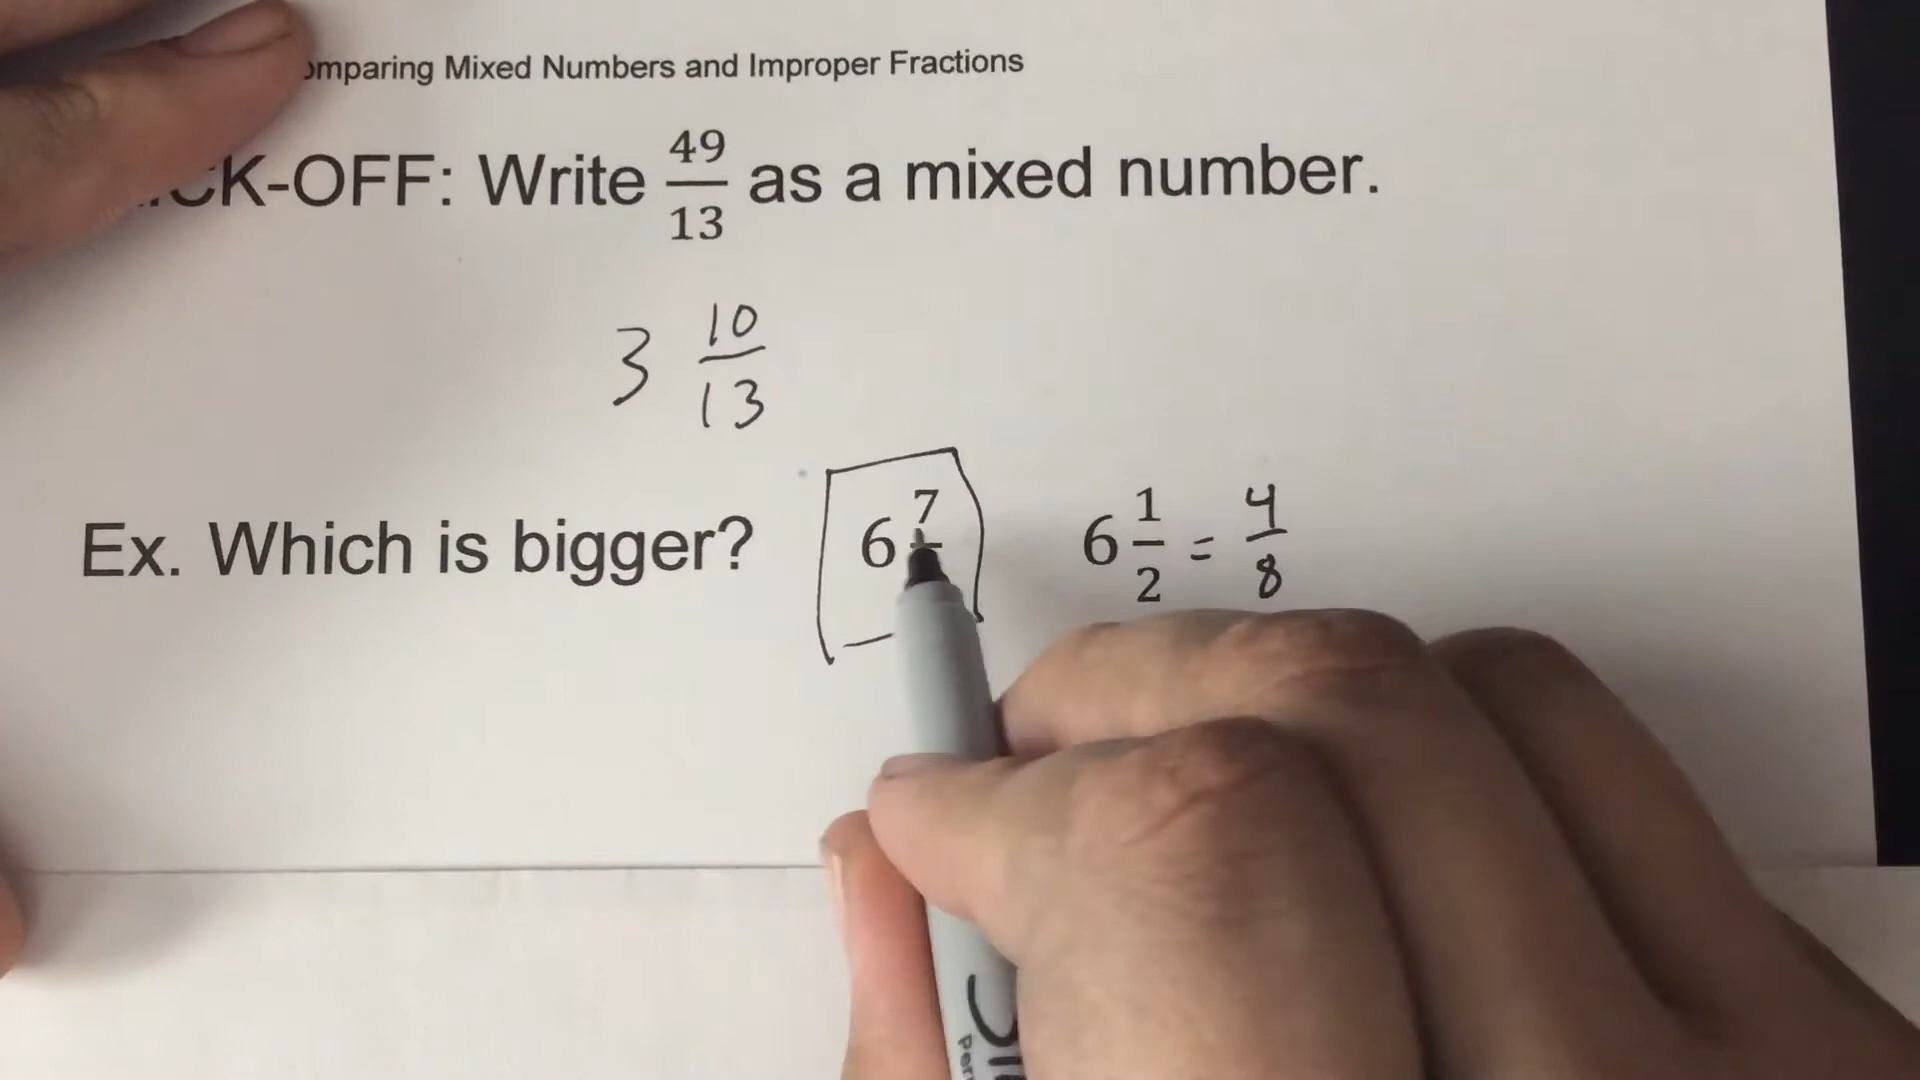 omparing Mixed Numbers and Improper Fractions
CK-OFF: Write 49/13 as a mixed number.
3 10/13
Ex. Which is bigger? 6 7 6 1/2 = 4/8